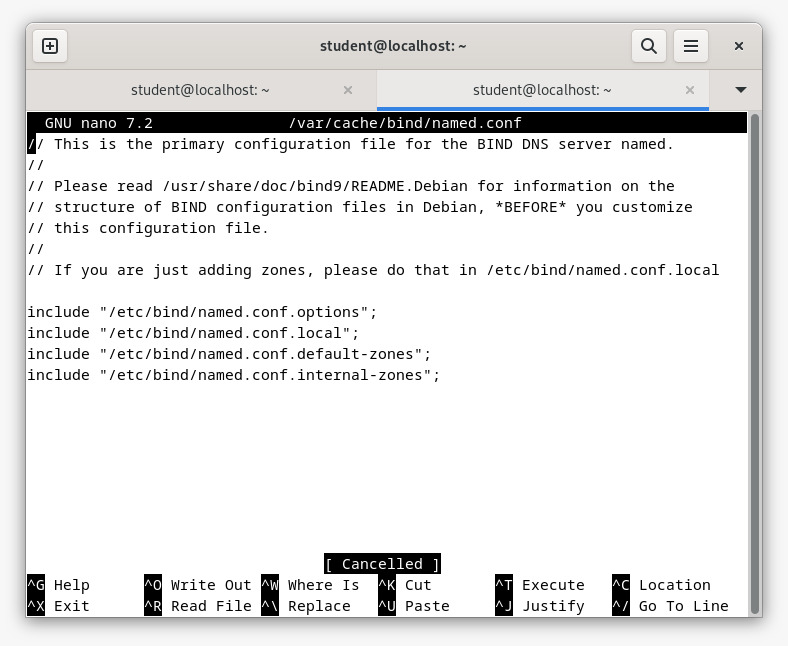 student@localhost: ~
student@localhost: ~ student@localhost: ~
GNU nano 7.2 /var/cache/bind/named.conf
// This is the primary configuration file for the BIND DNS server named.
//
// Please read /usr/share/doc/bind9/README.Debian for information on the
// structure of BIND configuration files in Debian, *BEFORE* you customize
// this configuration file.
//
// If you are just adding zones, please do that in /etc/bind/named.conf.local
include "/etc/bind/named.conf.options";
include "/etc/bind/named.conf.local";
include "/etc/bind/named.conf.default-zones";
include "/etc/bind/named.conf.internal-zones";
[ Cancelled ]
^G Help ^O Write Out ^W Where Is ^K Cut ^T Execute ^C Location
^X Exit ^R Read File ^\ Replace ^U Paste ^J Justify ^/ Go To Line